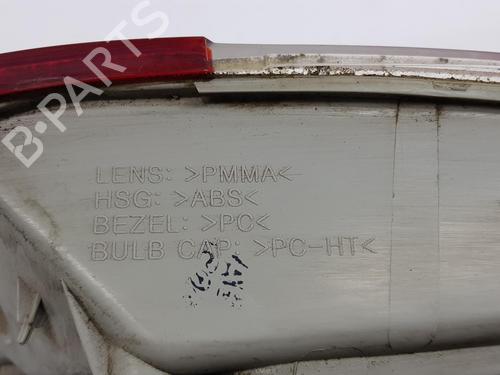 B-PARTS
LENS: >PMMA<
HSG: >ABS<
BEZEL: >PC<
BULB CAP: >PC-HT<